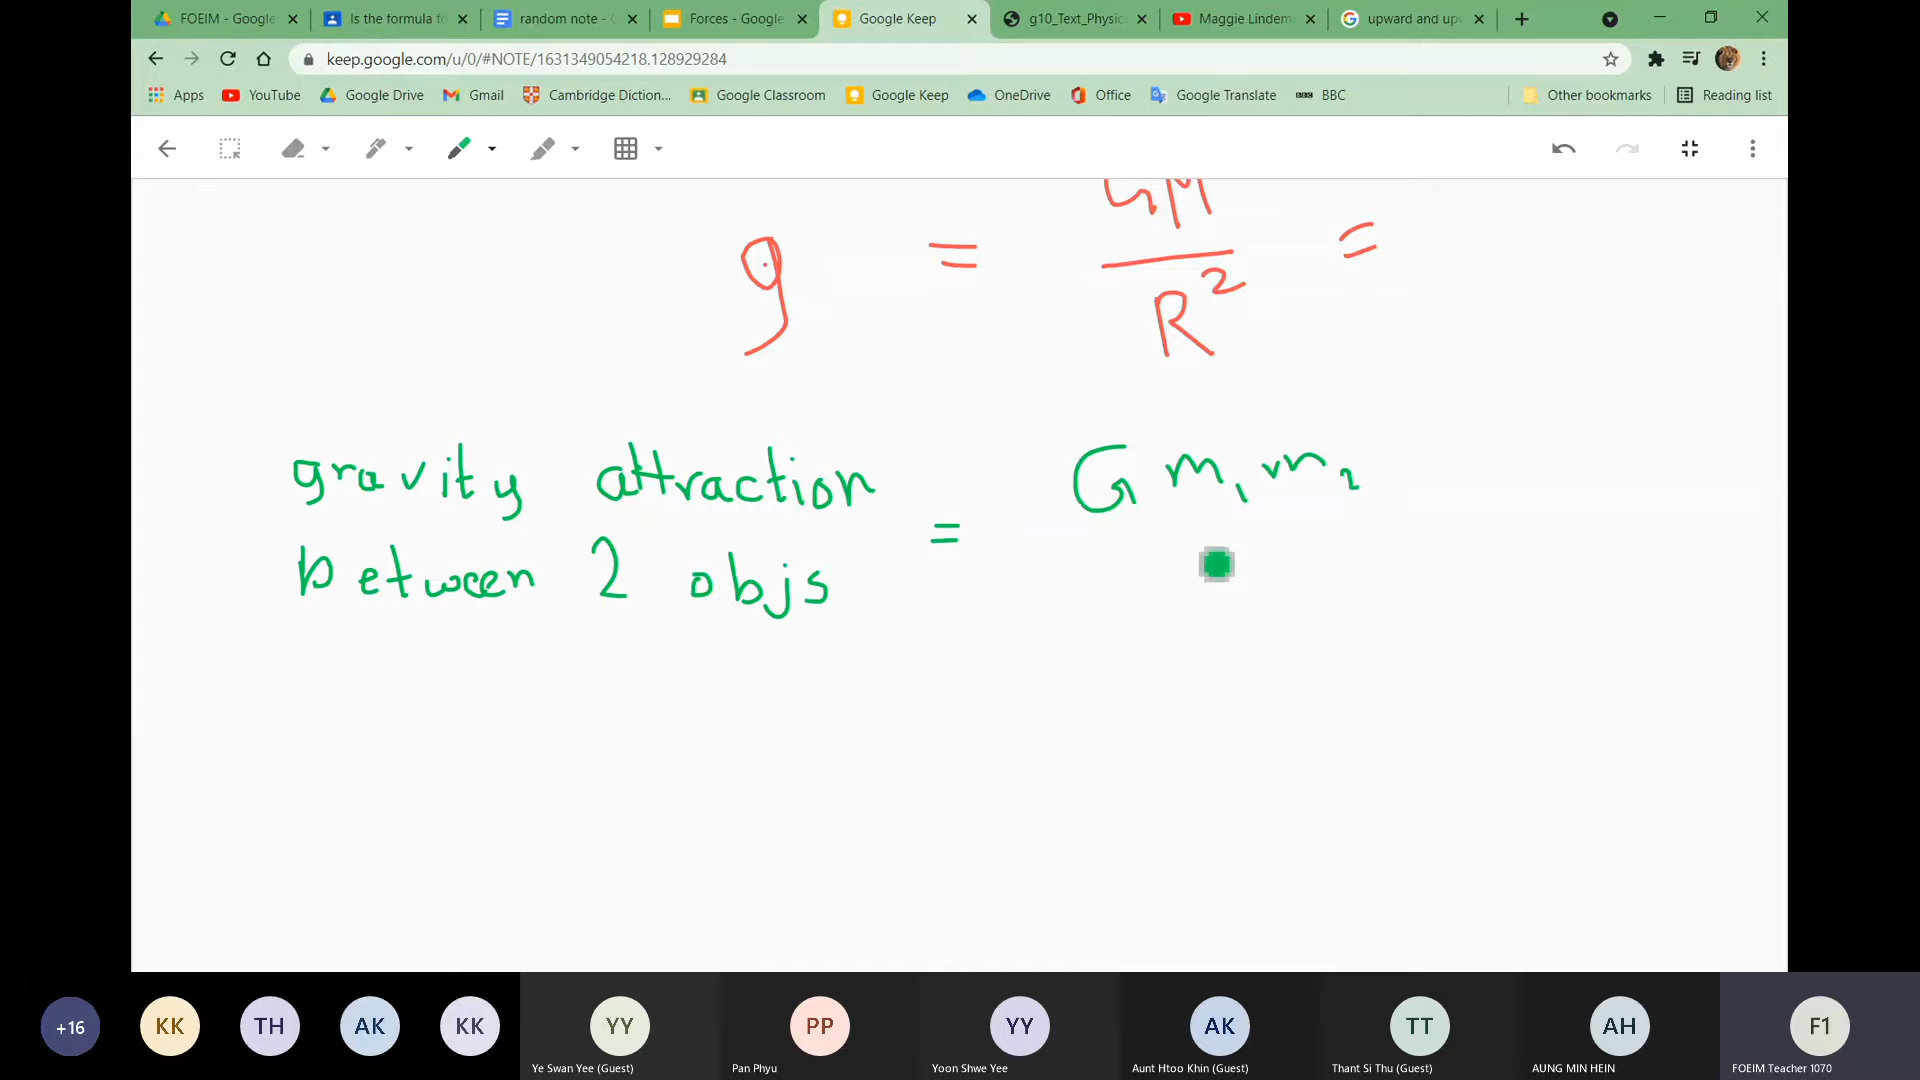 FOEIM - Google
Is the formula fo
random note -
Forces - Google
Google Keep
g10_Text_Physic
Maggie Lindem
upward and up
keep.google.com/u/0/#NOTE/1631349054218.128929284
Apps YouTube Google Drive Gmail Cambridge Diction... Google Classroom Google Keep OneDrive Office Google Translate BBC Other bookmarks Reading list
g = GM =
R²
gravity attraction
between 2 objs
= G m₁ m₂
+16 KK TH AK KK YY PP YY AK TT AH F1
Ye Swan Yee (Guest) Pan Phyu Yoon Shwe Yee Aunt Htoo Khin (Guest) Thant Si Thu (Guest) AUNG MIN HEIN FOEIM Teacher 1070